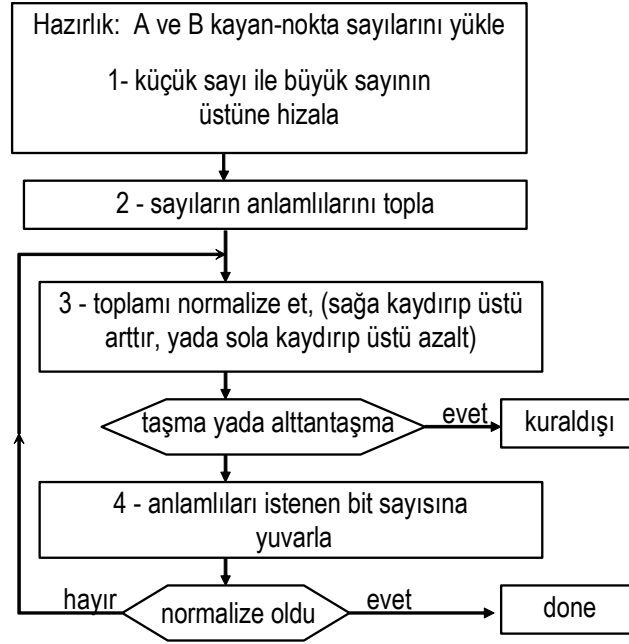 Hazırlık: A ve B kayan-nokta sayılarını yükle
1- küçük sayı ile büyük sayının
üstüne hizala
2 - sayıların anlamlılarını topla
3 - toplamı normalize et, (sağa kaydırıp üstü
arttır, yada sola kaydırıp üstü azalt)
taşma yada alttantaşma
evet
kuraldışı
4 - anlamlıları istenen bit sayısına
yuvarla
hayır
normalize oldu
evet
done